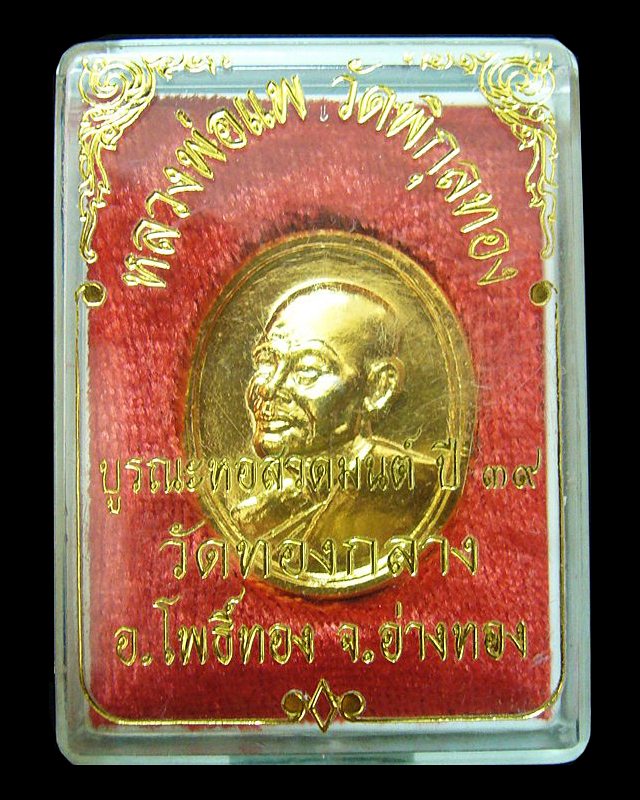 หลวงพ่อแพ วัดพิกุลทอง
บูรณะหอสวดมนต์ ปี ๓๙
วัดทองกลาง
อ.โพธิ์ทอง จ.อ่างทอง